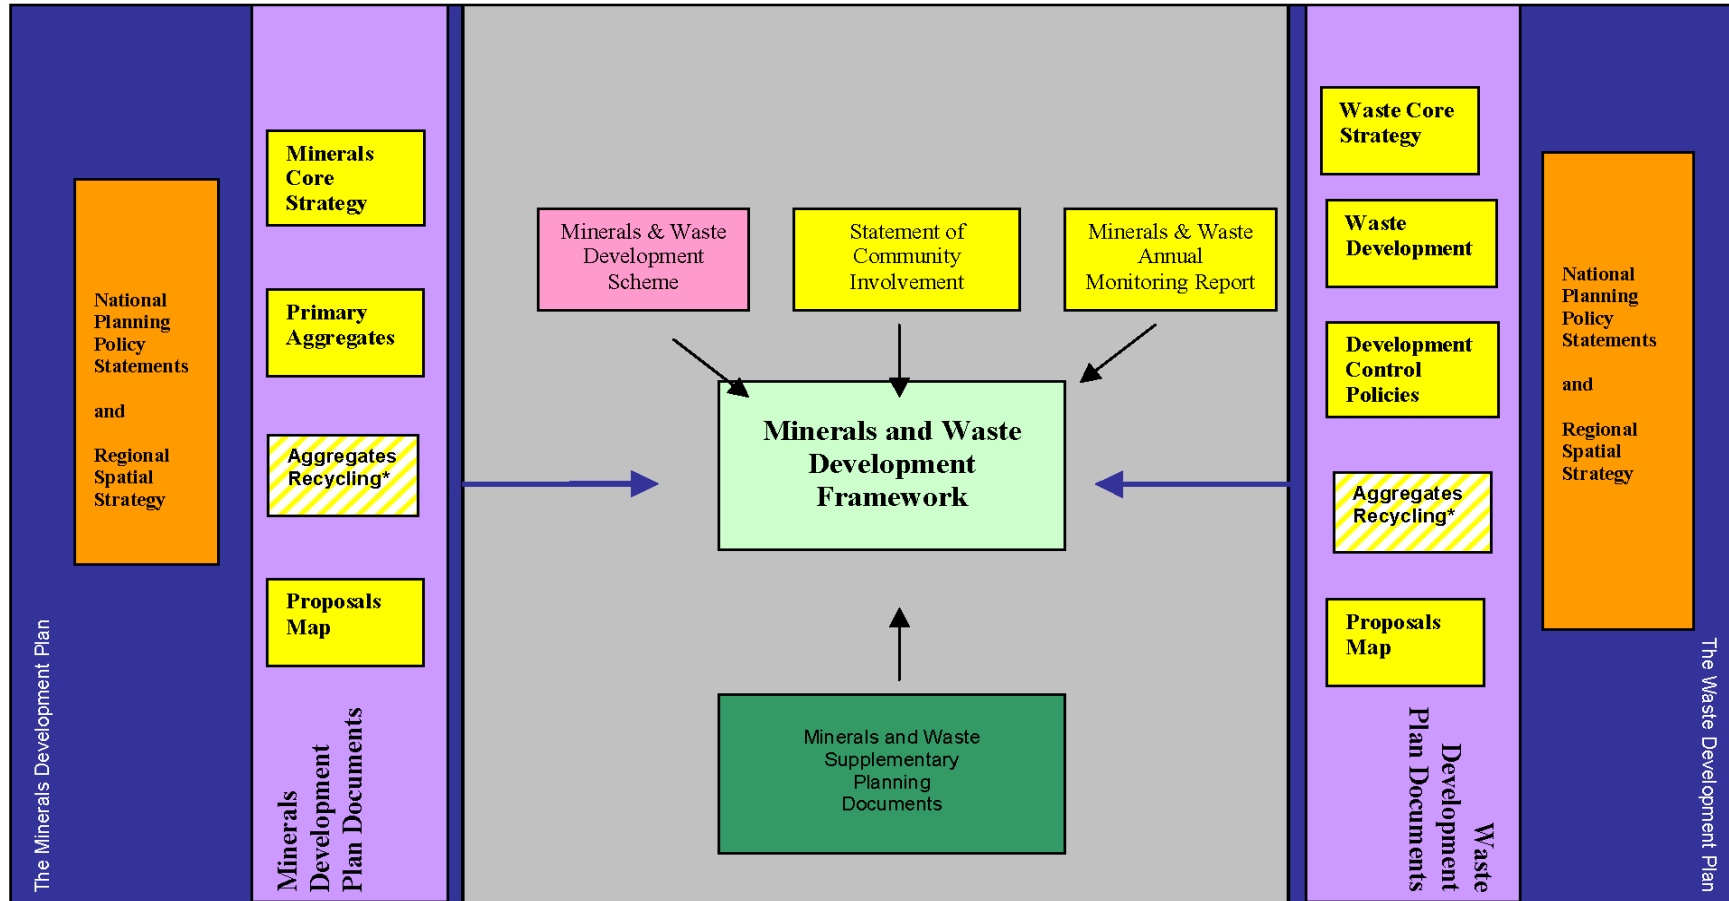 The Minerals Development Plan
National
Planning
Policy
Statements
and
Regional
Spatial
Strategy
Minerals
Core
Strategy
Primary
Aggregates
Aggregates
Recycling*
Proposals
Map
Minerals
Development
Plan Documents
Minerals & Waste
Development
Scheme
Statement of
Community
Involvement
Minerals & Waste
Annual
Monitoring Report
Minerals and Waste
Development
Framework
Minerals and Waste
Supplementary
Planning
Documents
Waste Core
Strategy
Waste
Development
Development
Control
Policies
Aggregates
Recycling*
Proposals
Map
Waste
Development
Plan Documents
National
Planning
Policy
Statements
and
Regional
Spatial
Strategy
The Waste Development Plan